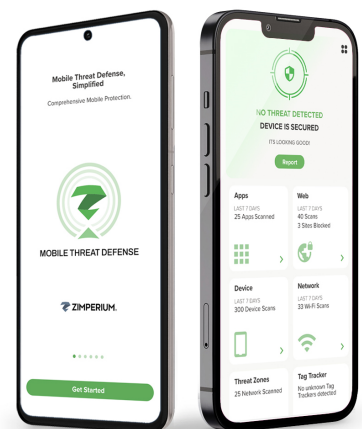 Mobile Threat Defense,
Simplified
Comprehensive Mobile Protection.
MOBILE THREAT DEFENSE
ZIMPERIUM.
Get Started
NO THREAT DETECTED
DEVICE IS SECURED
ITS LOOKING GOOD!
Report
Apps
LAST 7 DAYS
25 Apps Scanned
Web
LAST 7 DAYS
40 Scans
3 Sites Blocked
Device
LAST 7 DAYS
300 Device Scans
Network
LAST 7 DAYS
33 Wi-Fi Scans
Threat Zones
25 Network Scanned
Tag Tracker
No unknown Tag
Trackers detected